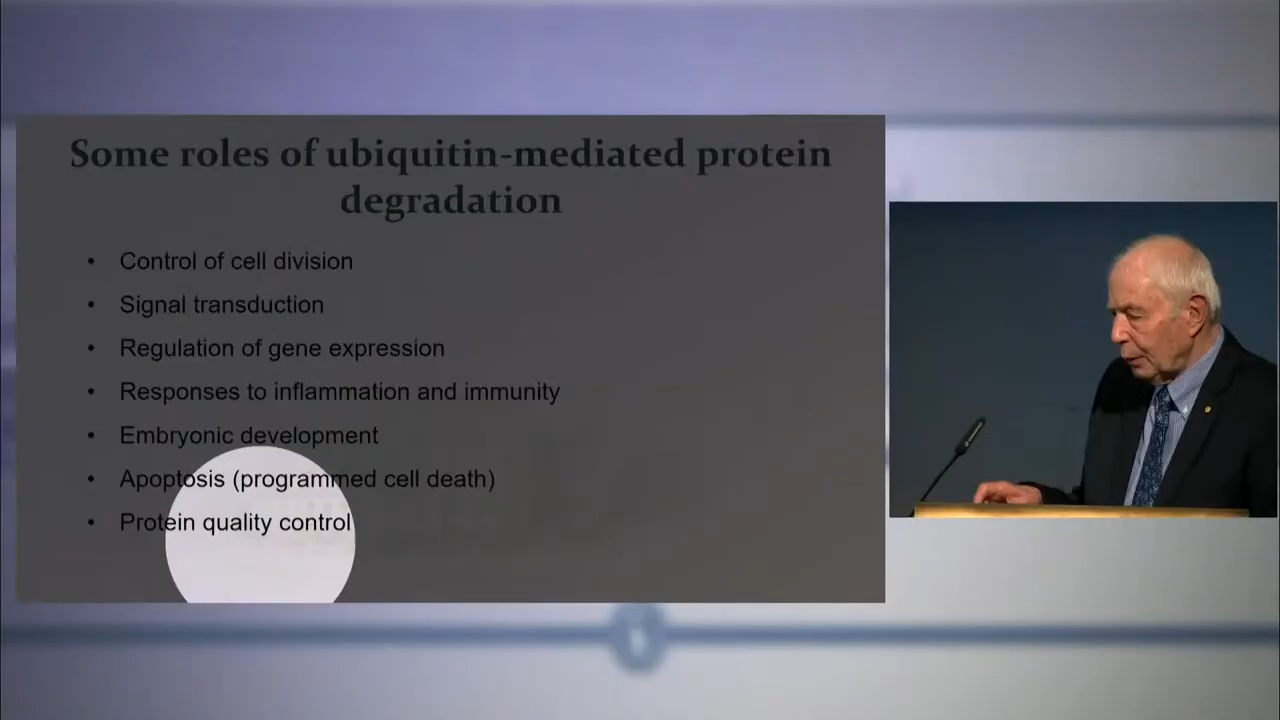 Some roles of ubiquitin-mediated protein
degradation
• Control of cell division
• Signal transduction
• Regulation of gene expression
• Responses to inflammation and immunity
• Embryonic development
• Apoptosis (programmed cell death)
• Protein quality control